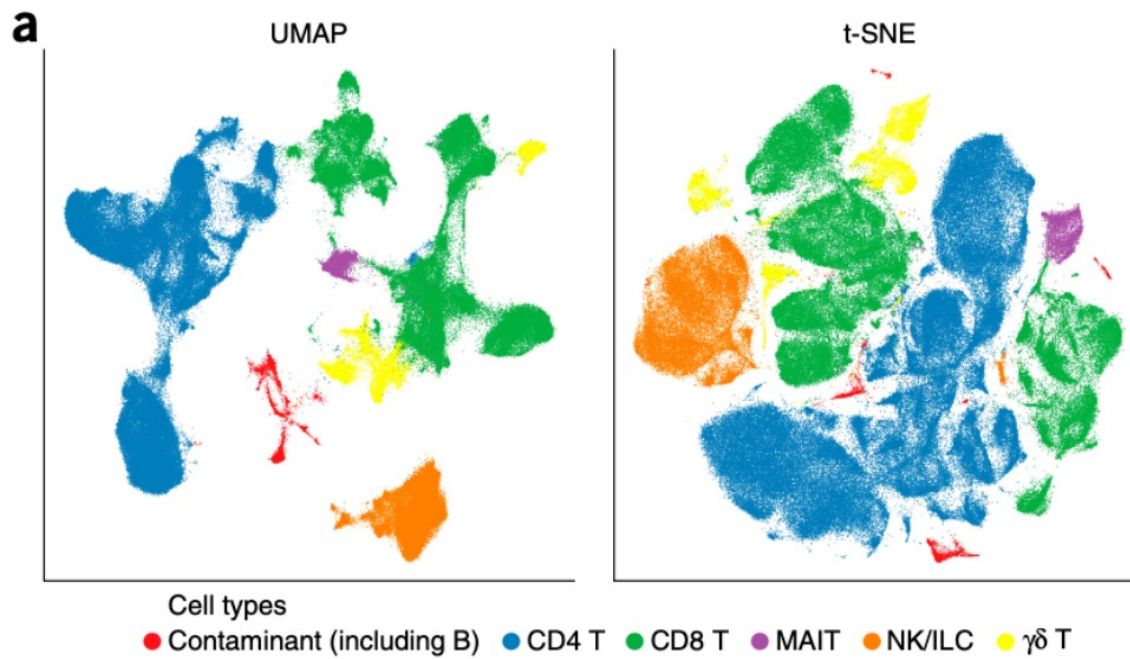 a
UMAP
t-SNE
Cell types
Contaminant (including B)
CD4 T
CD8 T
MAIT
NK/ILC
γδ T